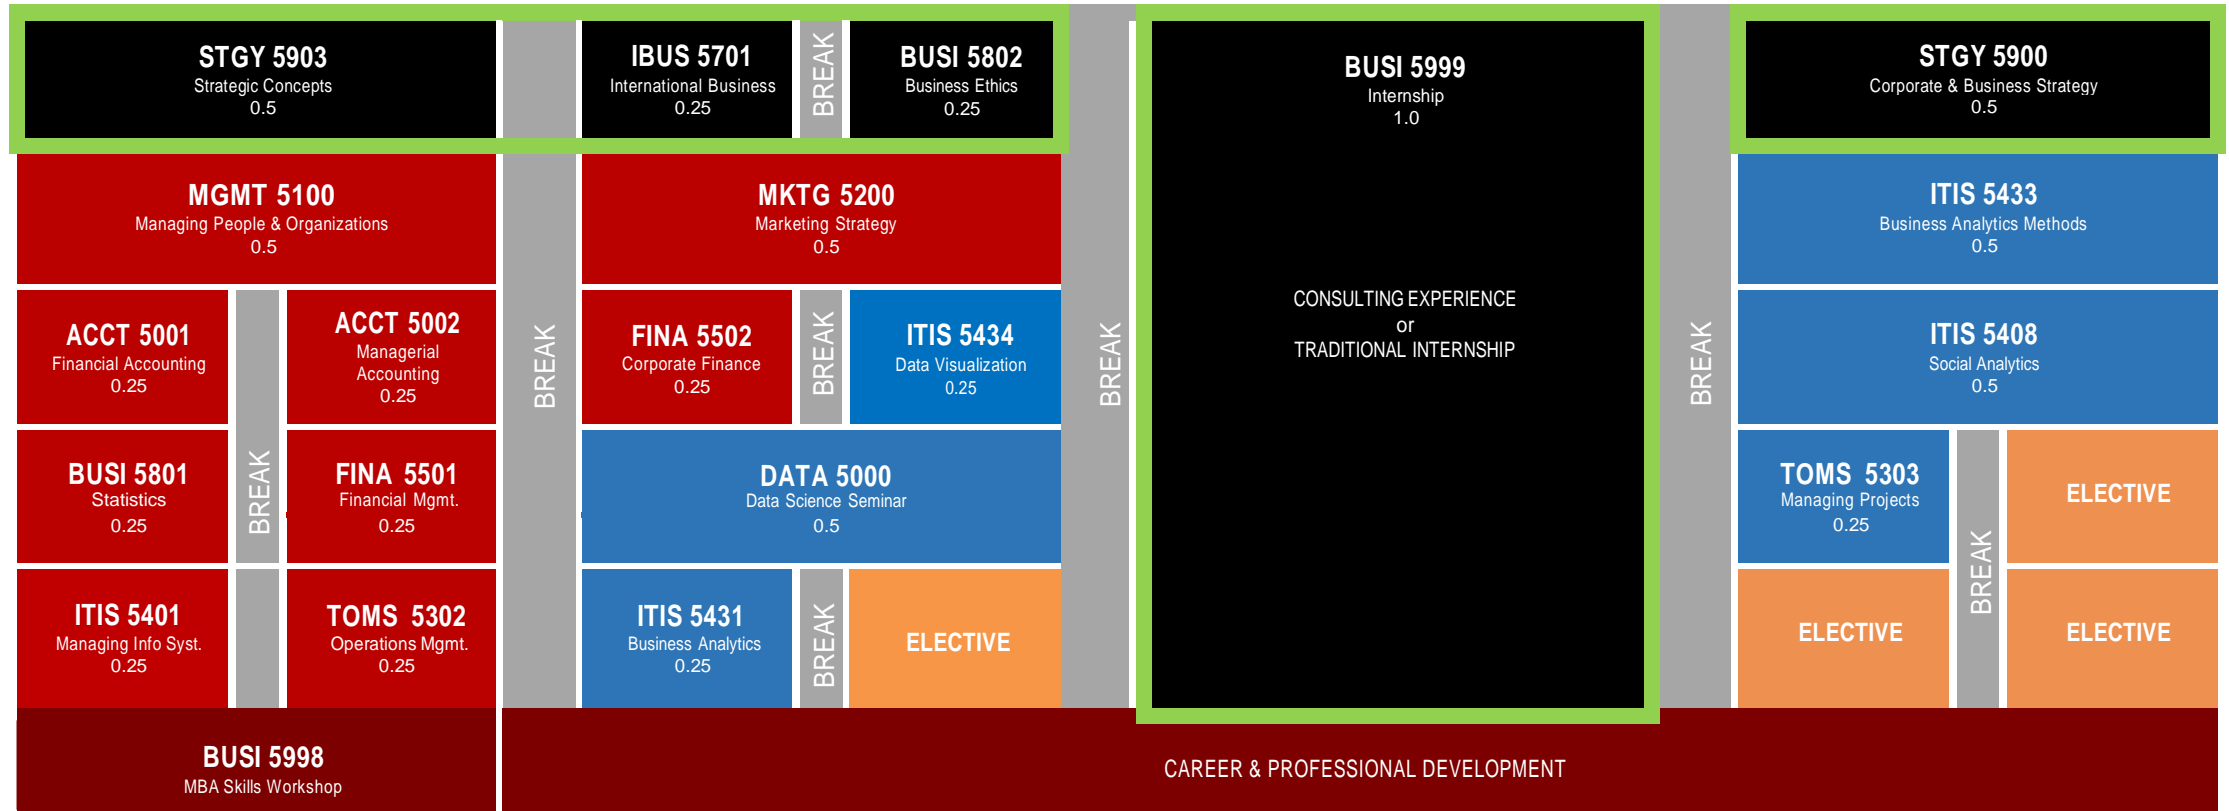 STGY 5903
Strategic Concepts
0.5
IBUS 5701
International Business
0.25
BREAK
BUSI 5802
Business Ethics
0.25
BUSI 5999
Internship
1.0
STGY 5900
Corporate & Business Strategy
0.5
MGMT 5100
Managing People & Organizations
0.5
MKTG 5200
Marketing Strategy
0.5
ITIS 5433
Business Analytics Methods
0.5
ACCT 5001
Financial Accounting
0.25
ACCT 5002
Managerial
Accounting
0.25
BREAK
FINA 5502
Corporate Finance
0.25
BREAK
ITIS 5434
Data Visualization
0.25
BREAK
CONSULTING EXPERIENCE
or
TRADITIONAL INTERNSHIP
BREAK
ITIS 5408
Social Analytics
0.5
BUSI 5801
Statistics
0.25
BREAK
FINA 5501
Financial Mgmt.
0.25
DATA 5000
Data Science Seminar
0.5
TOMS 5303
Managing Projects
0.25
ELECTIVE
ITIS 5401
Managing Info Syst.
0.25
TOMS 5302
Operations Mgmt.
0.25
ITIS 5431
Business Analytics
0.25
BREAK
ELECTIVE
ELECTIVE
BREAK
ELECTIVE
BUSI 5998
MBA Skills Workshop
CAREER & PROFESSIONAL DEVELOPMENT